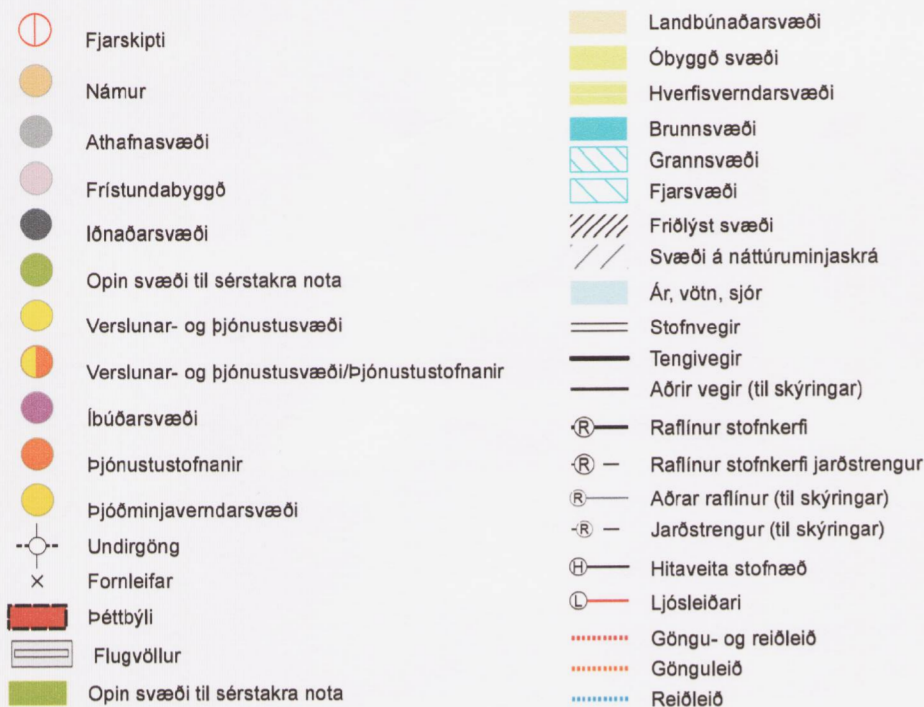 Fjarskipti
Námur
Athafnasvæði
Frístundabyggð
Iðnaðarsvæði
Opin svæði til sérstakra nota
Verslunar- og þjónustusvæði
Verslunar- og þjónustusvæði/Þjónustustofnanir
Íbúðarsvæði
Þjónustustofnanir
Þjóðminjaverndarsvæði
Undirgöng
Fornleifar
Þéttbýli
Flugvöllur
Opin svæði til sérstakra nota
Landbúnaðarsvæði
Óbyggð svæði
Hverfisverndarsvæði
Brunnsvæði
Grannsvæði
Fjarsvæði
Friðlýst svæði
Svæði á náttúruminjaskrá
Ár, vötn, sjór
Stofnvegir
Tengivegir
Aðrir vegir (til skýringar)
R Raflínur stofnkerfi
R Raflínur stofnkerfi jarðstrengur
R Aðrar raflínur (til skýringar)
R Jarðstrengur (til skýringar)
H Hitaveita stofnæð
L Ljósleiðari
Göngu- og reiðleið
Gönguleið
Reiðleið